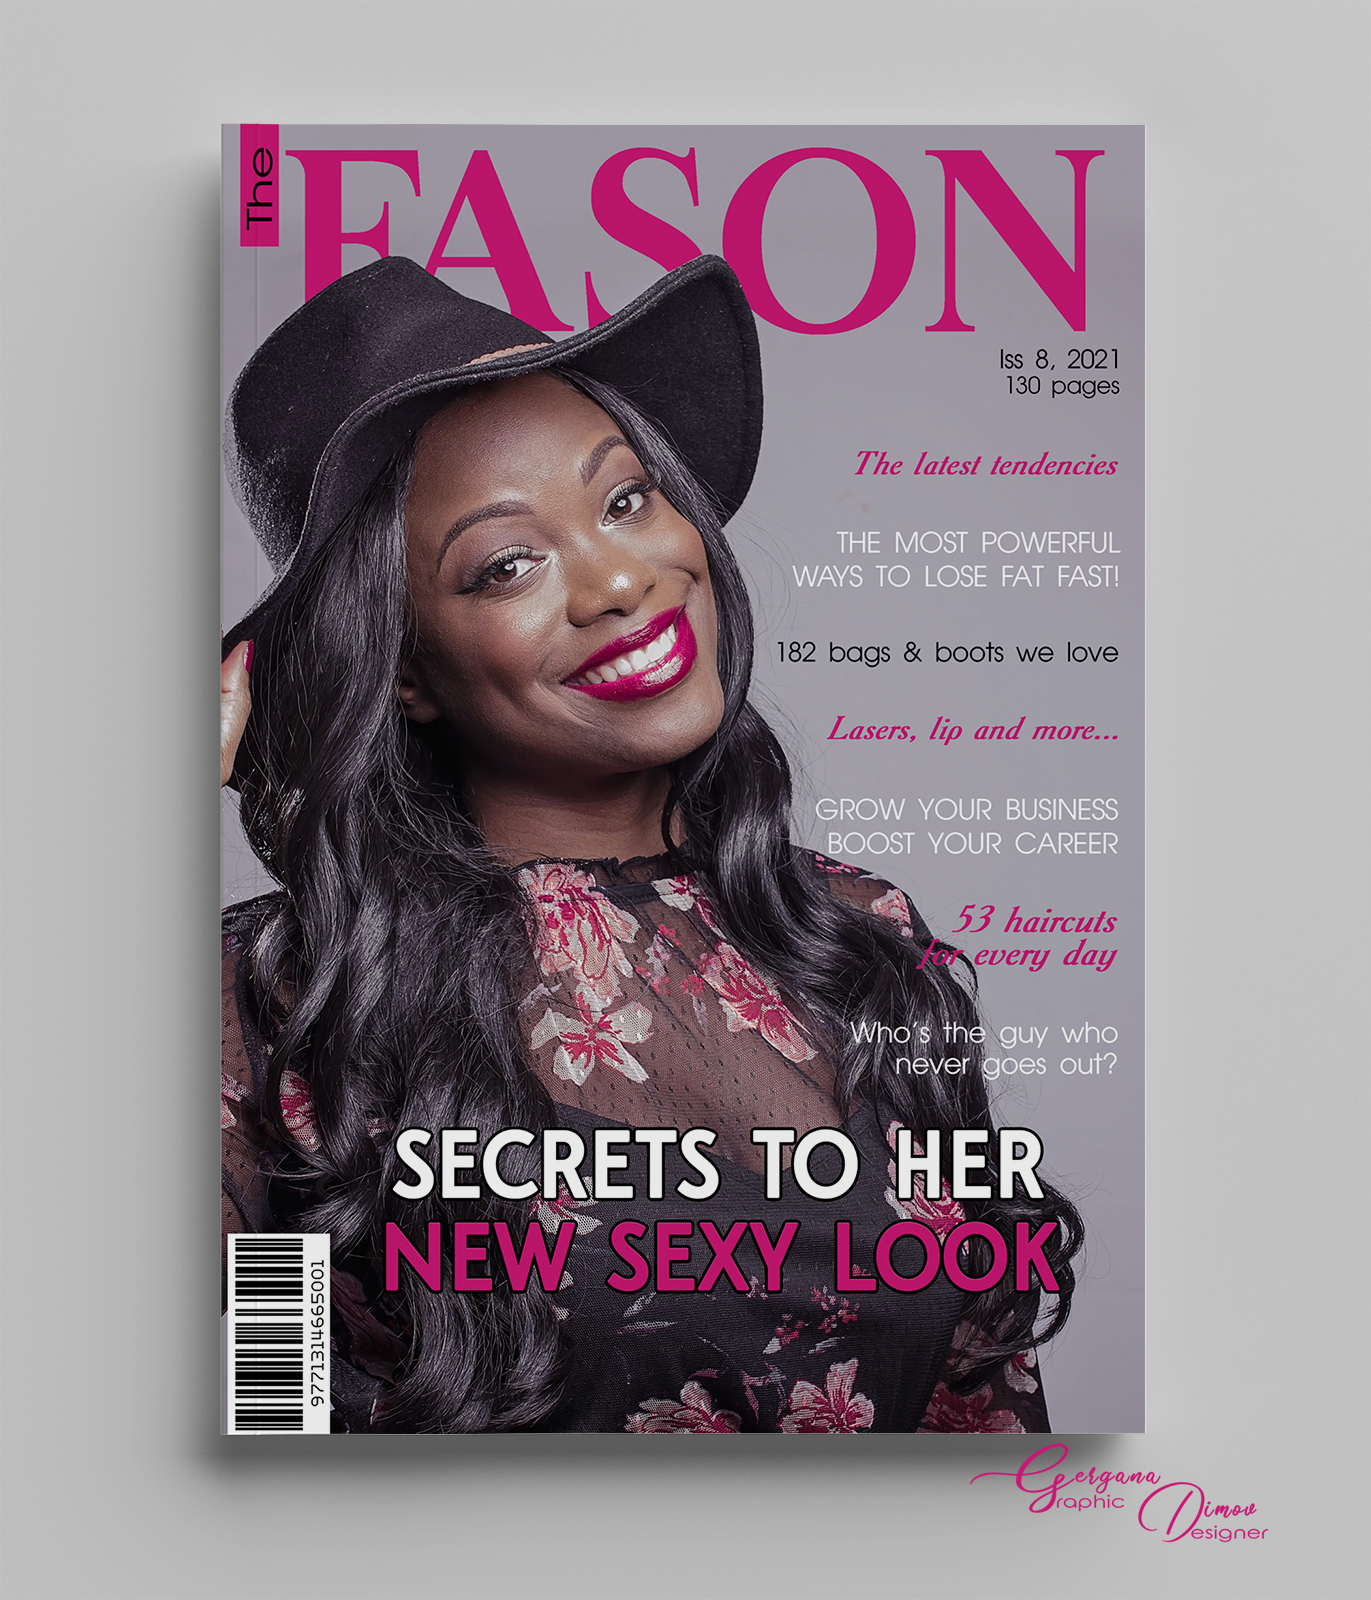 The
FASON
Iss 8, 2021
130 pages
The latest tendencies
THE MOST POWERFUL
WAYS TO LOSE FAT FAST!
182 bags & boots we love
Lasers, lip and more...
GROW YOUR BUSINESS
BOOST YOUR CAREER
53 haircuts
for every day
Who's the guy who
never goes out?
SECRETS TO HER
NEW SEXY LOOK
9771314665001
Gergana
Graphic
Dimov
Designer